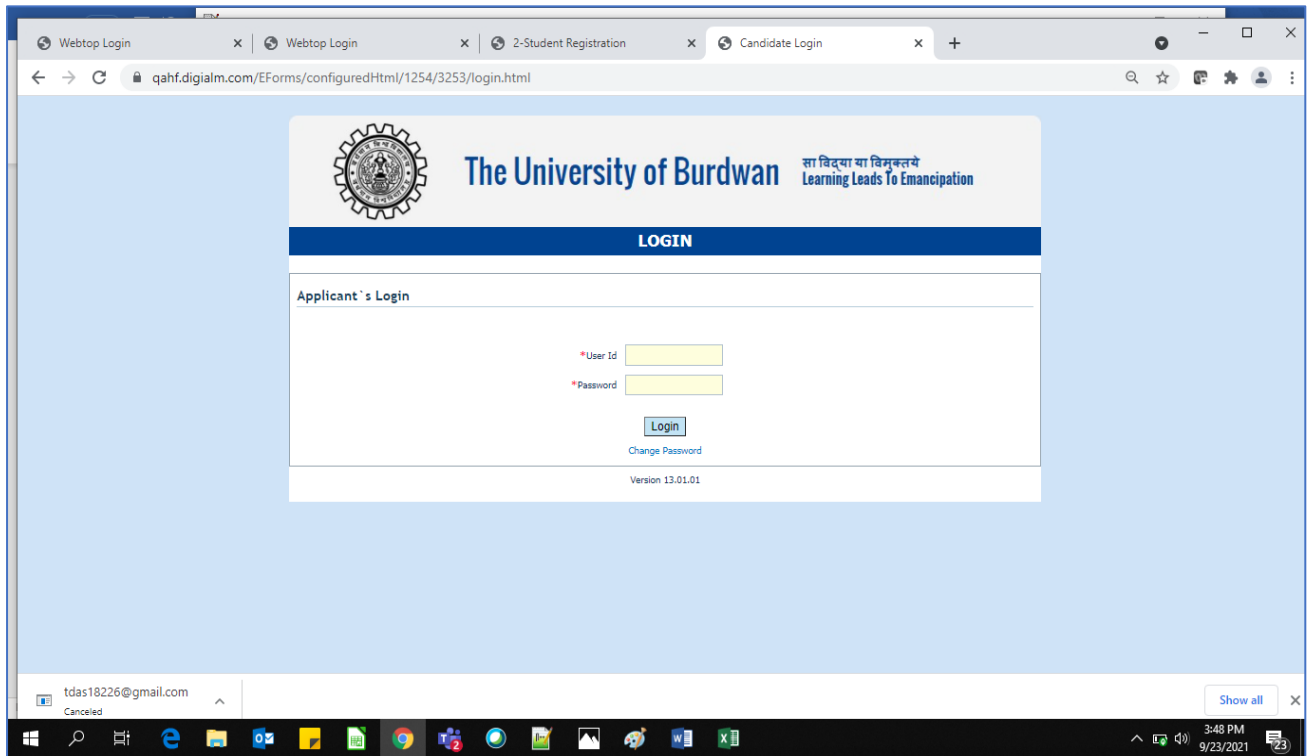 Webtop Login
Webtop Login
2-Student Registration
Candidate Login
qahf.digialm.com/EForms/configuredHtml/1254/3253/login.html
The University of Burdwan
सा विद्या या विमुक्तये
Learning Leads To Emancipation
LOGIN
Applicant`s Login
*User Id
*Password
Login
Change Password
Version 13.01.01
tdas18226@gmail.com
Canceled
Show all
3:48 PM
9/23/2021
23